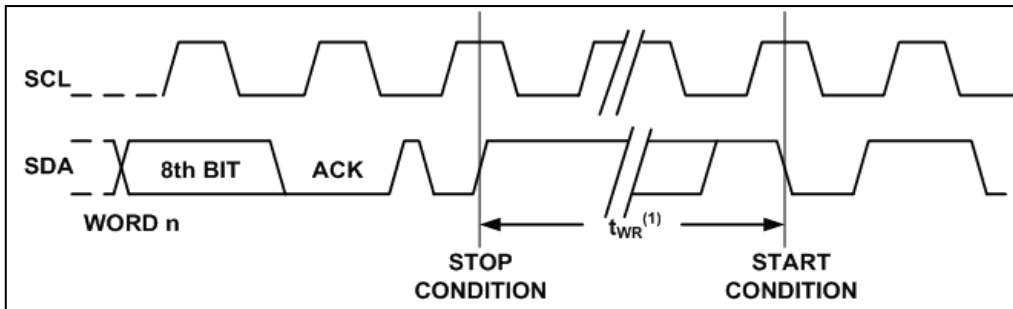 SCL
SDA
8th BIT
ACK
WORD n
tWR(1)
STOP
CONDITION
START
CONDITION